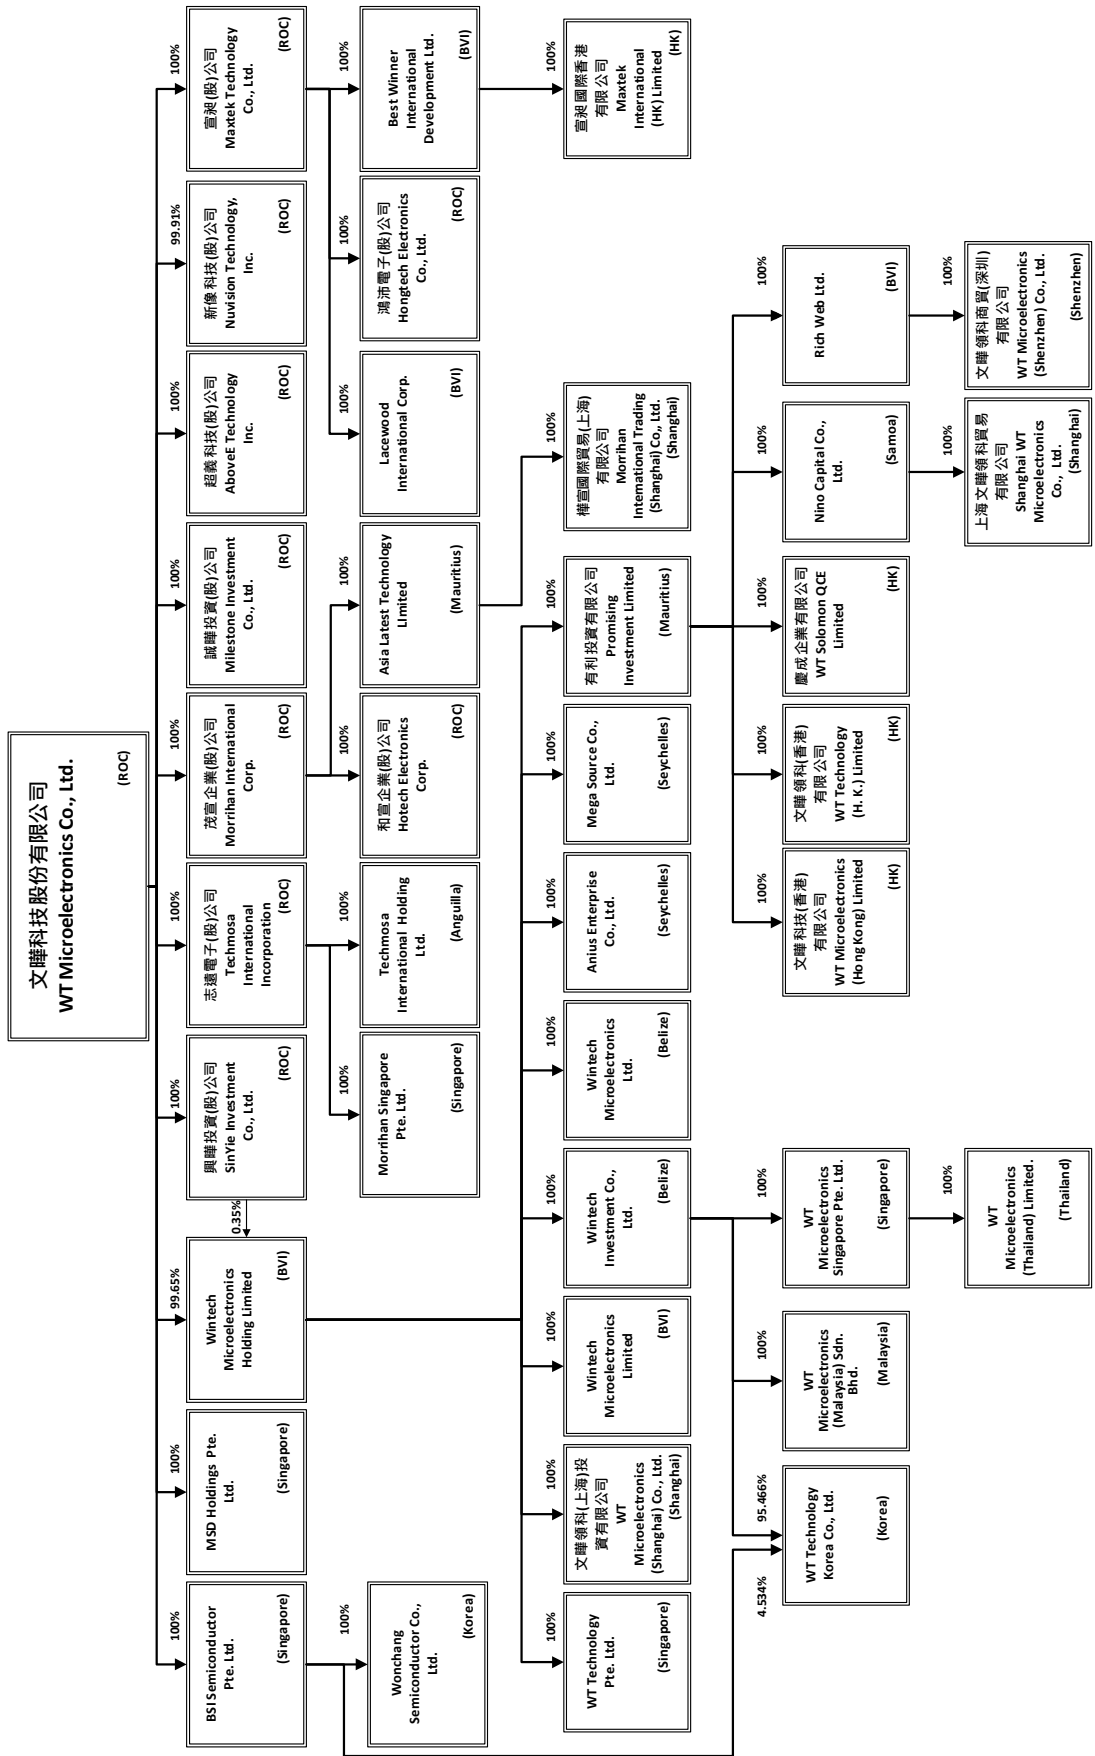 文曄科技股份有限公司
WT Microelectronics Co., Ltd.
(ROC)
100%
100%
99.65%
100%
100%
100%
100%
100%
99.91%
100%
BSI Semiconductor
Pte. Ltd.
(Singapore)
MSD Holdings Pte.
Ltd.
(Singapore)
Wintech
Microelectronics
Holding Limited
(BVI)
0.35%
興曄投資(股)公司
SinYie Investment
Co., Ltd.
(ROC)
志遠電子(股)公司
Techmosa
International
Incorporation
(ROC)
茂宣企業(股)公司
Morrihan International
Corp.
(ROC)
誠曄投資(股)公司
Milestone Investment
Co., Ltd.
(ROC)
超義科技(股)公司
AboveE Technology
Inc.
(ROC)
新像科技(股)公司
Nuvision Technology,
Inc.
(ROC)
宣昶(股)公司
Maxtek Technology
Co., Ltd.
(ROC)
100%
100%
100%
100%
100%
100%
100%
100%
Wonchang
Semiconductor Co.,
Ltd.
(Korea)
Morrihan Singapore
Pte. Ltd.
(Singapore)
Techmosa
International Holding
Ltd.
(Anguilla)
和宣企業(股)公司
Hotech Electronics
Corp.
(ROC)
Asia Latest Technology
LImited
(Mauritius)
Lacewood
International Corp.
(BVI)
鴻沛電子(股)公司
Hongtech Electronics
Co., Ltd.
(ROC)
Best Winner
International
Development Ltd.
(BVI)
100%
100%
100%
100%
100%
100%
100%
100%
100%
100%
WT Technology
Pte. Ltd.
(Singapore)
文曄領科(上海)投
資有限公司
WT
Microelectronics
(Shanghai) Co., Ltd.
(Shanghai)
Wintech
Microelectronics
Limited
(BVI)
Wintech
Investment Co.,
Ltd.
(Belize)
Wintech
Microelectronics
Ltd.
(Belize)
Anius Enterprise
Co., Ltd.
(Seychelles)
Mega Source Co.,
Ltd.
(Seychelles)
有利投資有限公司
Promising
Investment Limited
(Mauritius)
樺宣國際貿易(上海)
有限公司
Morrihan
International Trading
(Shanghai) Co,, Ltd.
(Shanghai)
宣昶國際香港
有限公司
Maxtek
International
(HK) Limited
(HK)
4.534%
95.466%
100%
100%
100%
100%
100%
100%
100%
WT Technology
Korea Co., Ltd.
(Korea)
WT
Microelectronics
(Malaysia) Sdn.
Bhd.
(Malaysia)
WT
Microelectronics
Singapore Pte. Ltd.
(Singapore)
文曄科技(香港)
有限公司
WT Microelectronics
(Hong Kong) Limited
(HK)
文曄領科(香港)
有限公司
WT Technology
(H. K.) Limited
(HK)
慶成企業有限公司
WT Solomon QCE
Limited
(HK)
Nino Capital Co.,
Ltd.
(Samoa)
Rich Web Ltd.
(BVI)
100%
100%
100%
WT
Microelectronics
(Thailand) Limited.
(Thailand)
上海文曄領科貿易
有限公司
Shanghai WT
Microelectronics
Co., Ltd.
(Shanghai)
文曄領科商貿(深圳)
有限公司
WT Microelectronics
(Shenzhen) Co., Ltd.
(Shenzhen)